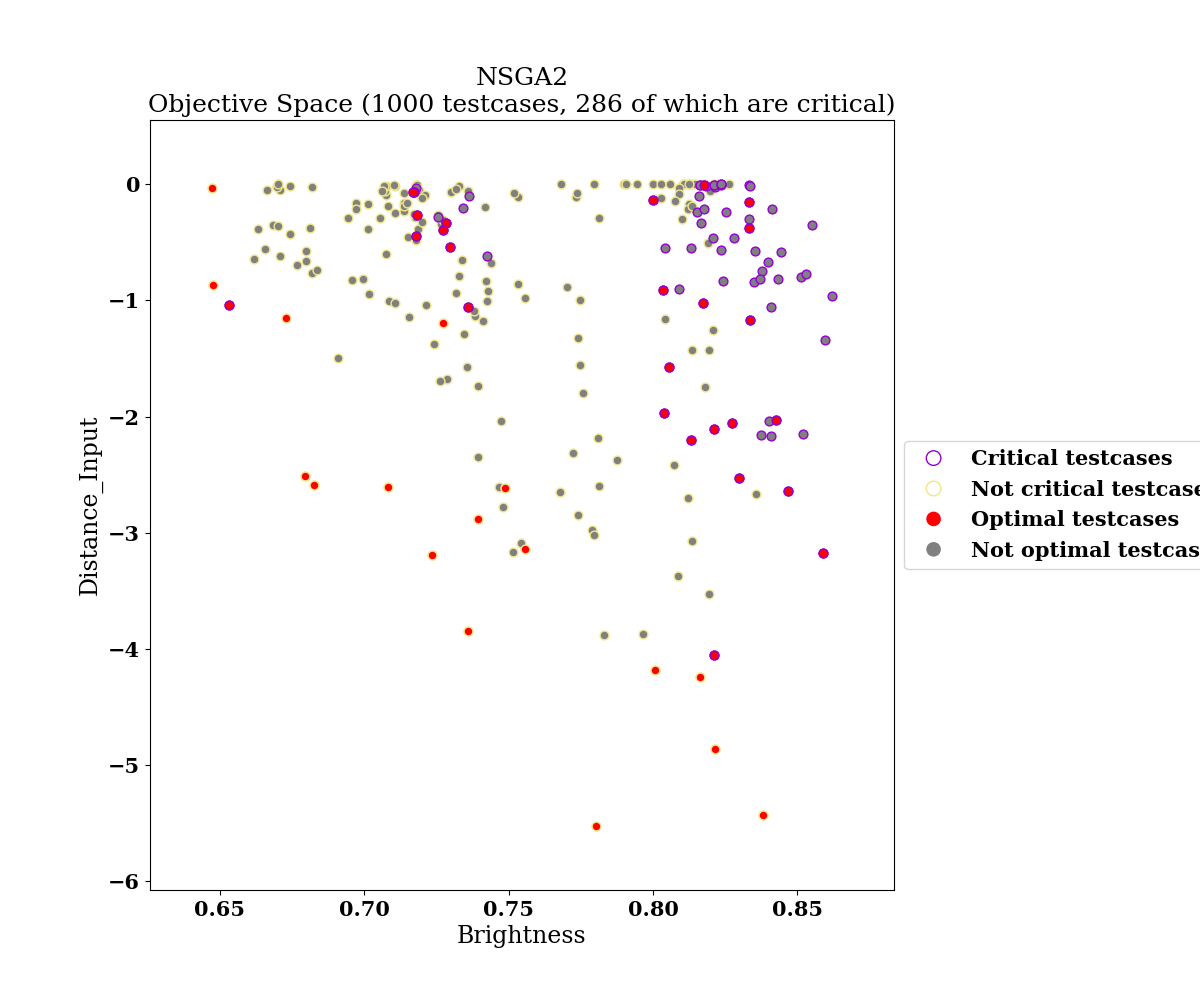 NSGA2
Objective Space (1000 testcases, 286 of which are critical)
0
−1
−2
−3
−4
−5
−6
Distance_Input
0.65 0.70 0.75 0.80 0.85
Brightness
Critical testcases
Not critical testcase
Optimal testcases
Not optimal testcas